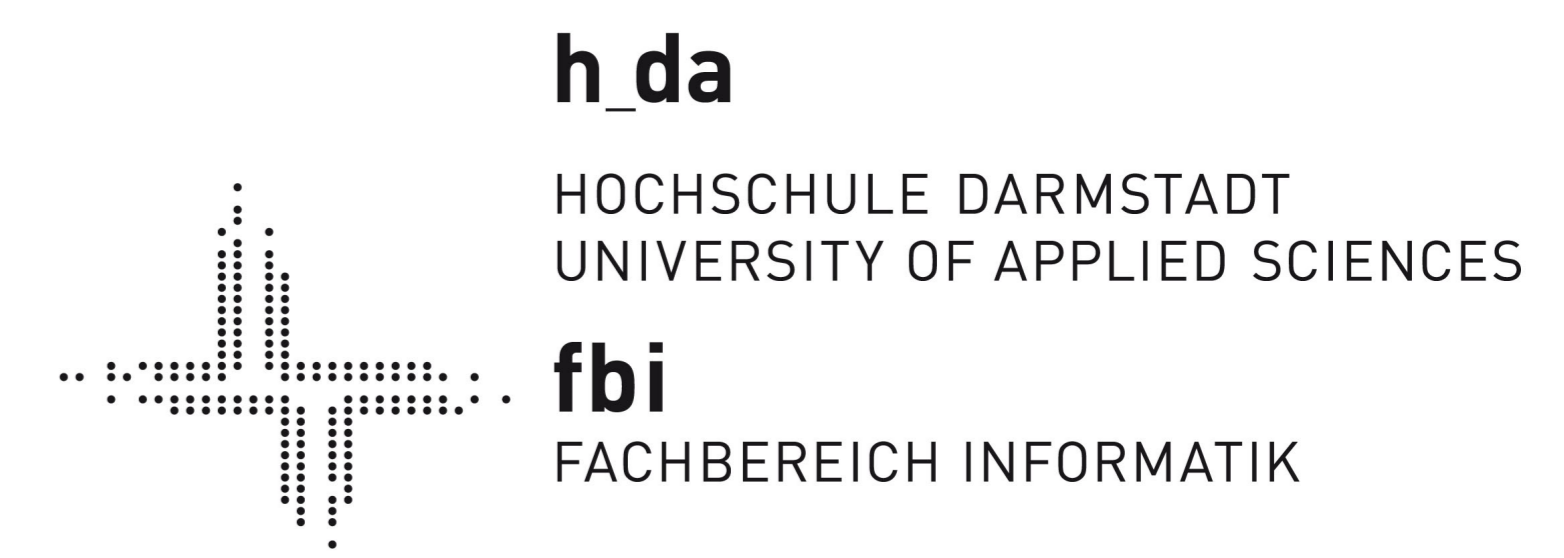 h_da
HOCHSCHULE DARMSTADT
UNIVERSITY OF APPLIED SCIENCES
fbi
FACHBEREICH INFORMATIK